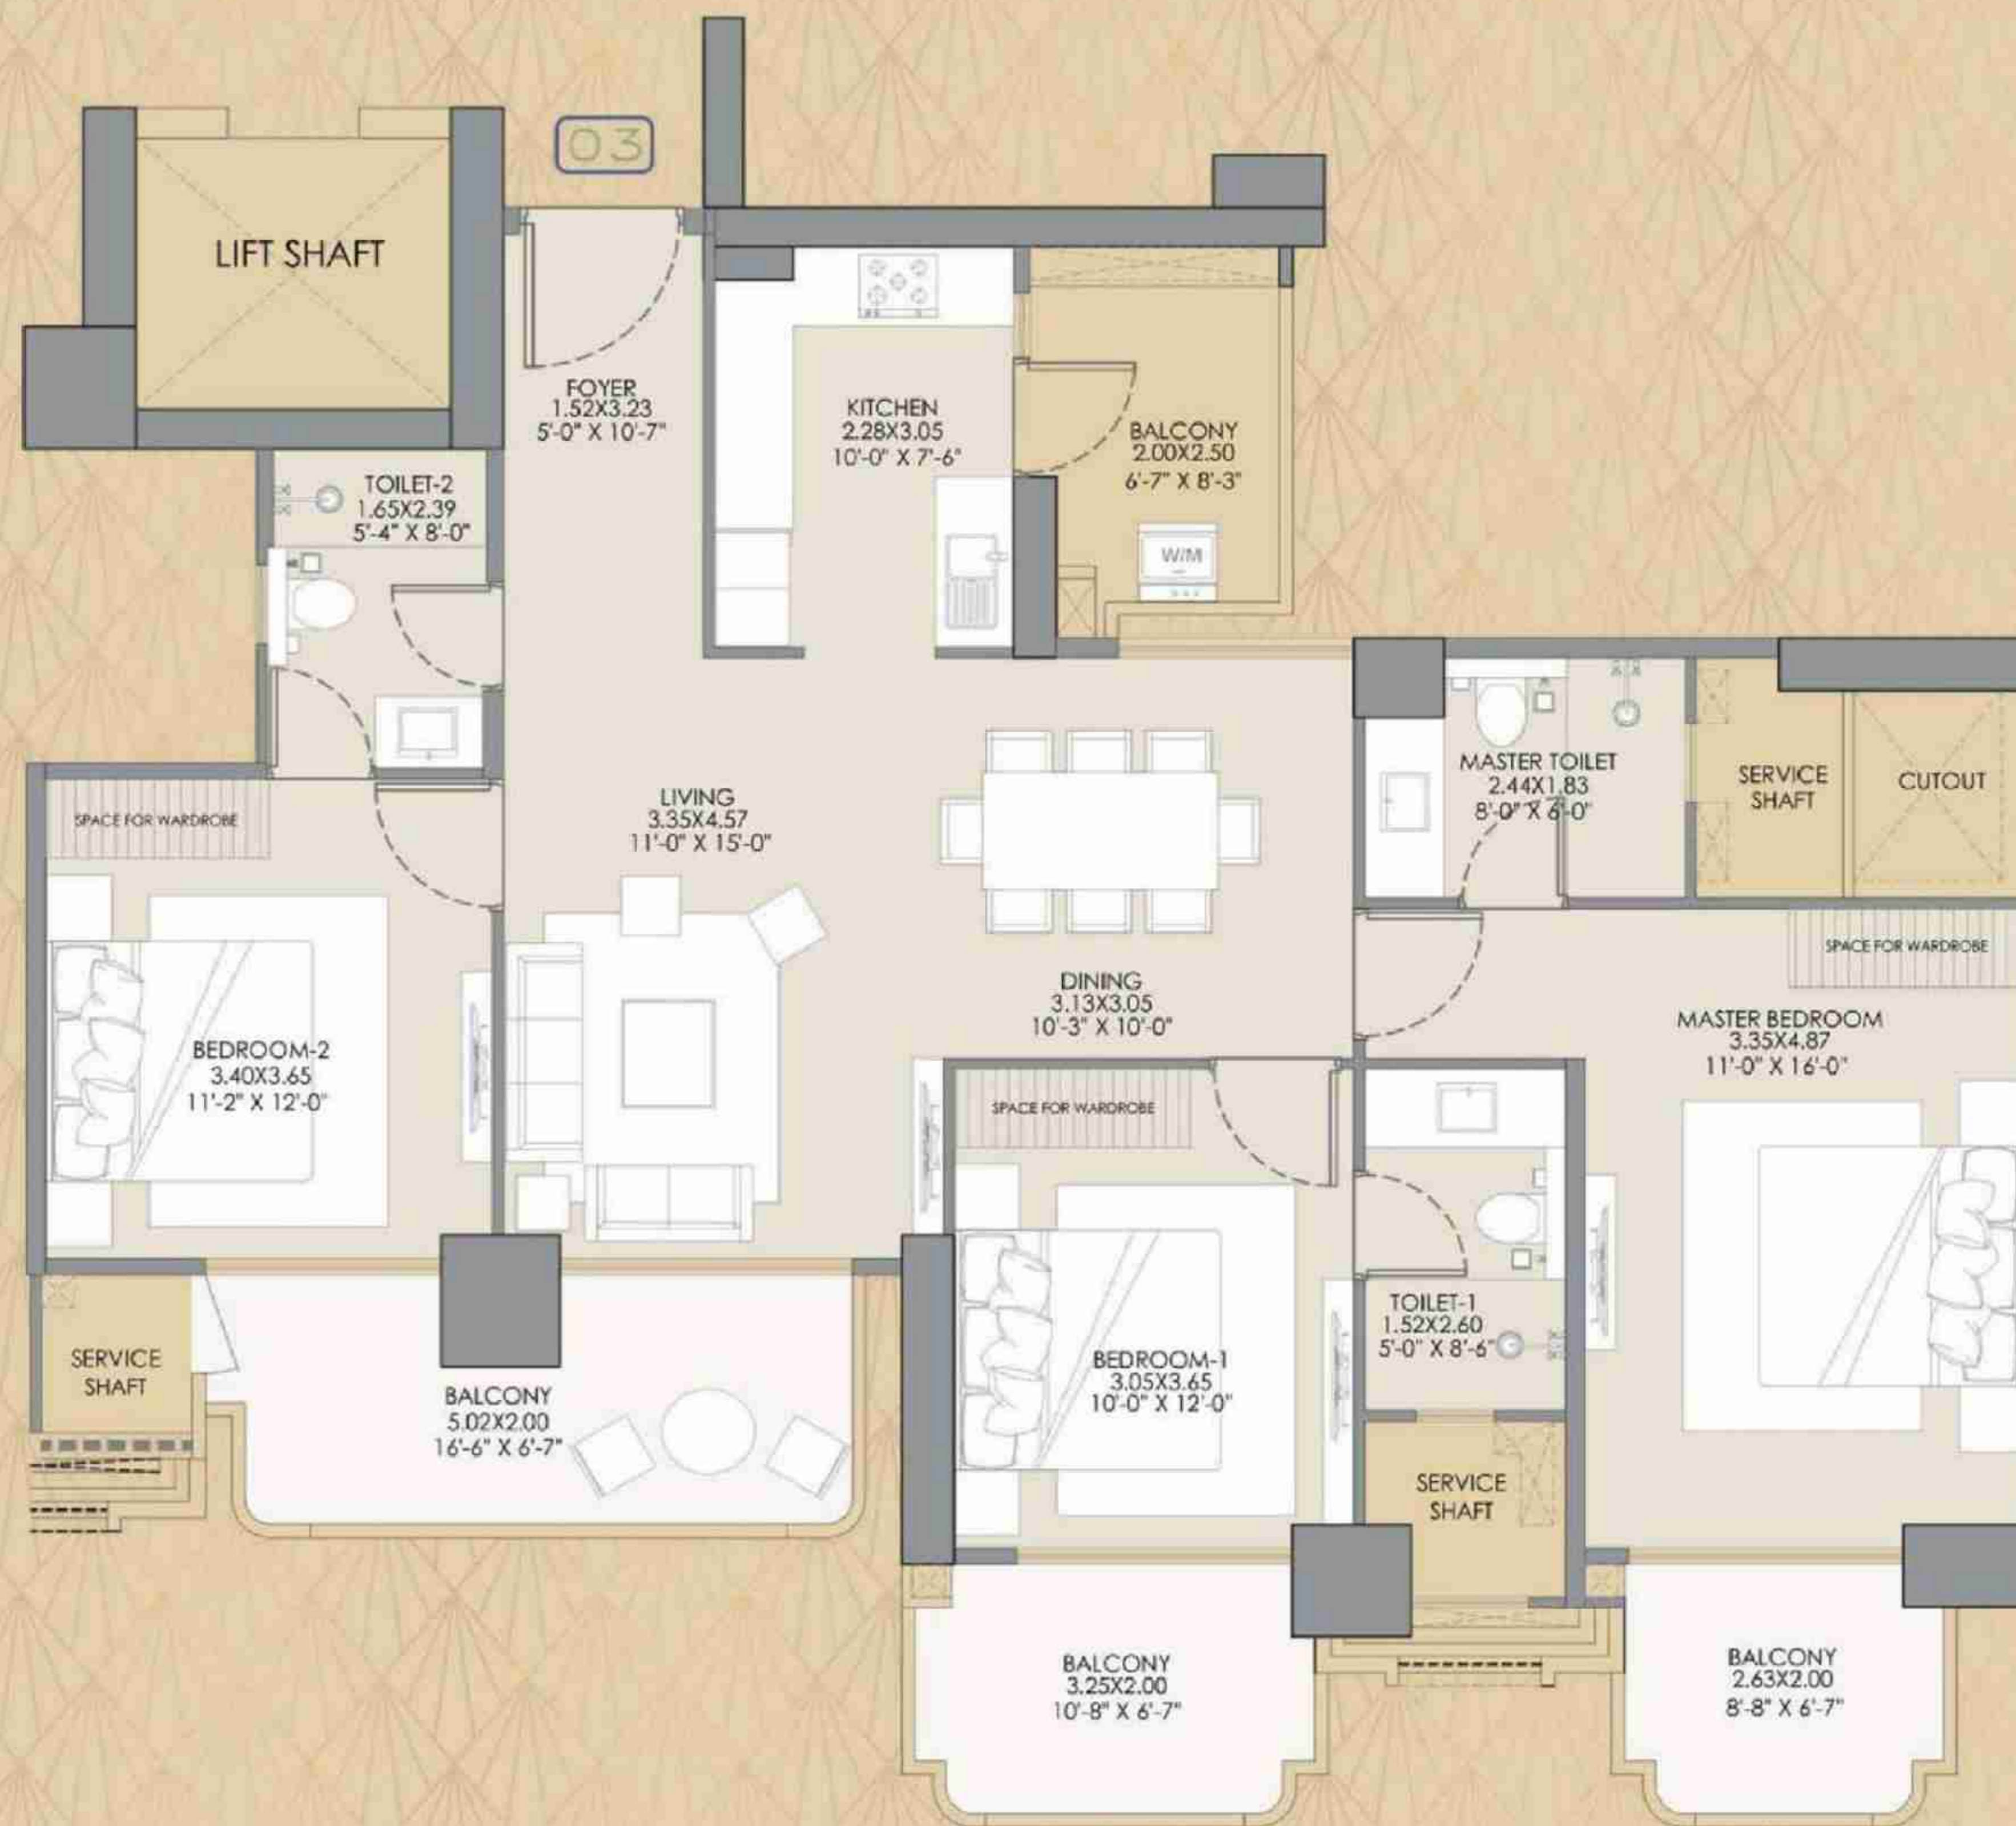 03
LIFT SHAFT
FOYER
1.52X3.23
5'-0" X 10'-7"
KITCHEN
2.28X3.05
10'-0" X 7'-6"
BALCONY
2.00X2.50
6'-7" X 8'-3"
W/M
TOILET-2
1.65X2.39
5'-4" X 8'-0"
MASTER TOILET
2.44X1.83
8'-0" X 6'-0"
SERVICE
SHAFT
CUTOUT
SPACE FOR WARDROBE
LIVING
3.35X4.57
11'-0" X 15'-0"
SPACE FOR WARDROBE
DINING
3.13X3.05
10'-3" X 10'-0"
MASTER BEDROOM
3.35X4.87
11'-0" X 16'-0"
BEDROOM-2
3.40X3.65
11'-2" X 12'-0"
SPACE FOR WARDROBE
TOILET-1
1.52X2.60
5'-0" X 8'-6"
SERVICE
SHAFT
BEDROOM-1
3.05X3.65
10'-0" X 12'-0"
BALCONY
5.02X2.00
16'-6" X 6'-7"
SERVICE
SHAFT
BALCONY
3.25X2.00
10'-8" X 6'-7"
BALCONY
2.63X2.00
8'-8" X 6'-7"